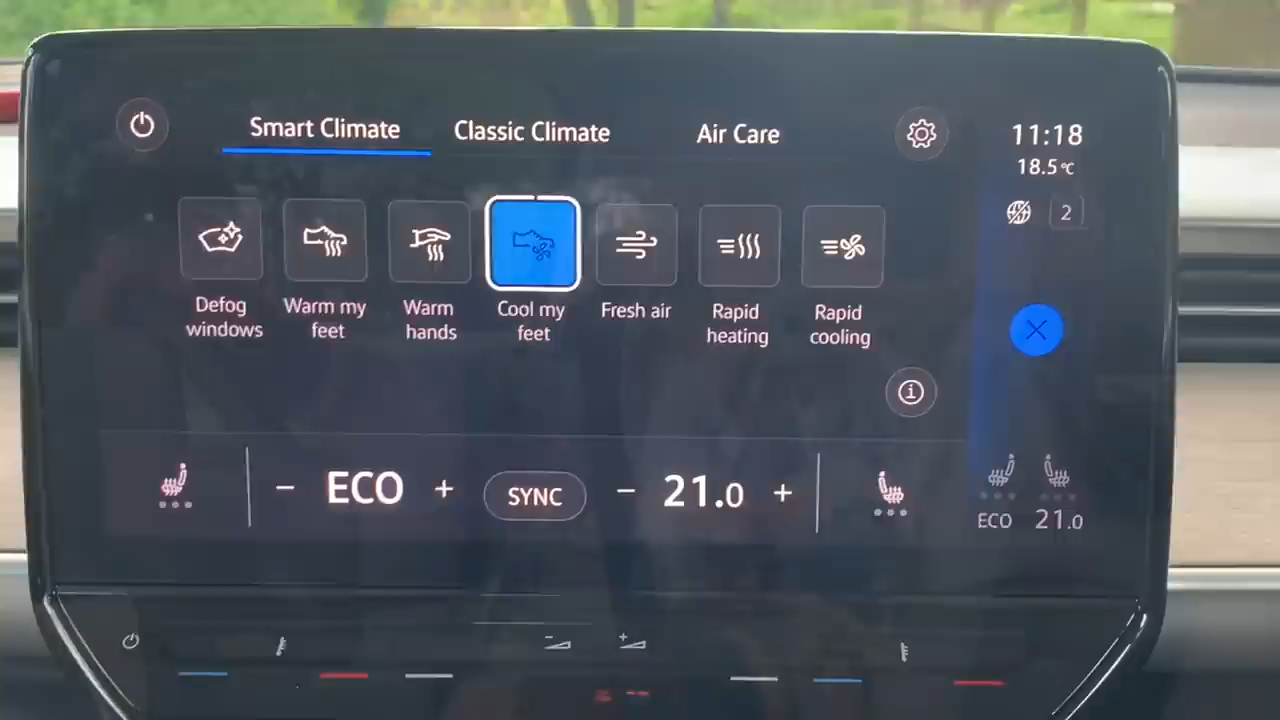 Smart Climate
Classic Climate
Air Care
11:18
18.5°C
2
Defog
windows
Warm my
feet
Warm
hands
Cool my
feet
Fresh air
Rapid
heating
Rapid
cooling
i
− ECO +
SYNC
− 21.0 +
ECO 21.0